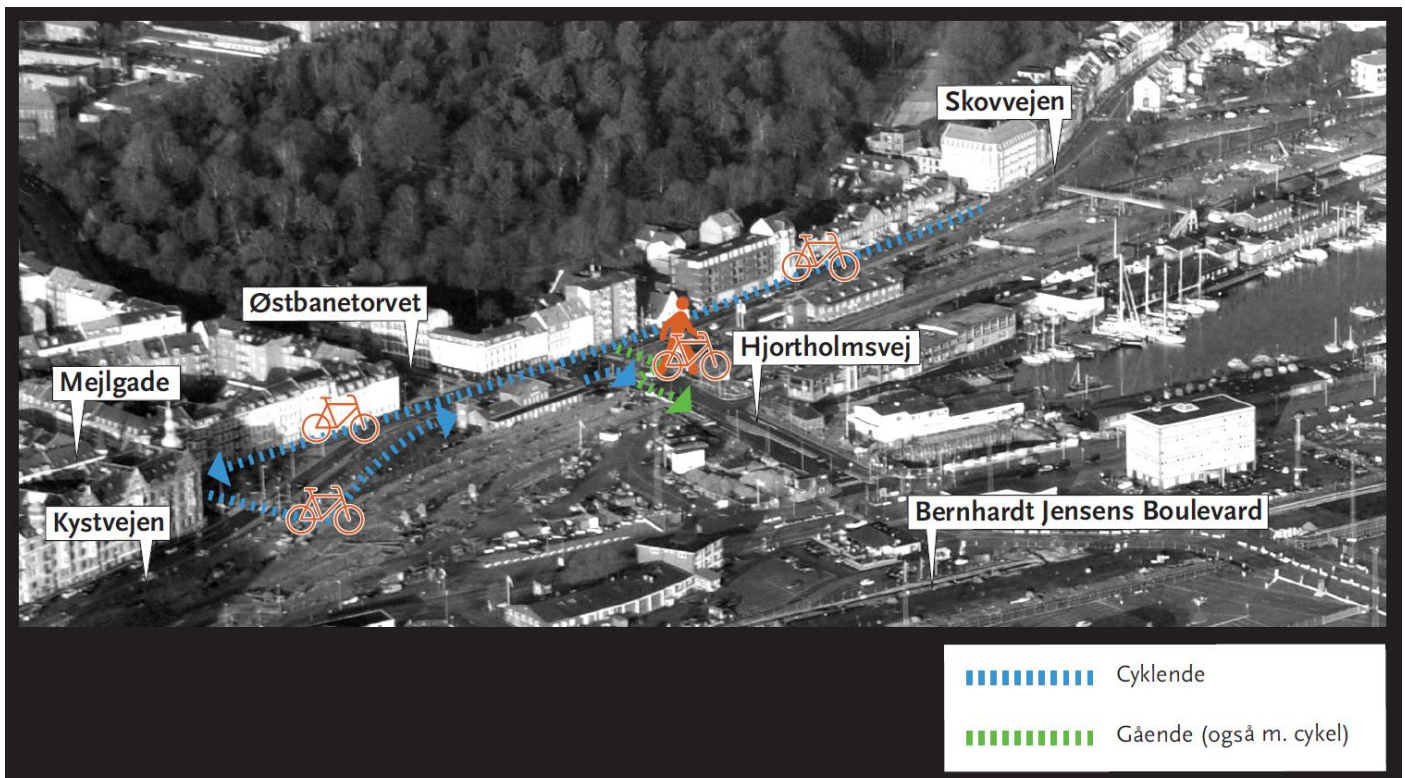 Skovvejen
Østbanetorvet
Hjortholmsvej
Mejlgade
Kystvejen
Bernhardt Jensens Boulevard
Cyklende
Gående (også m. cykel)